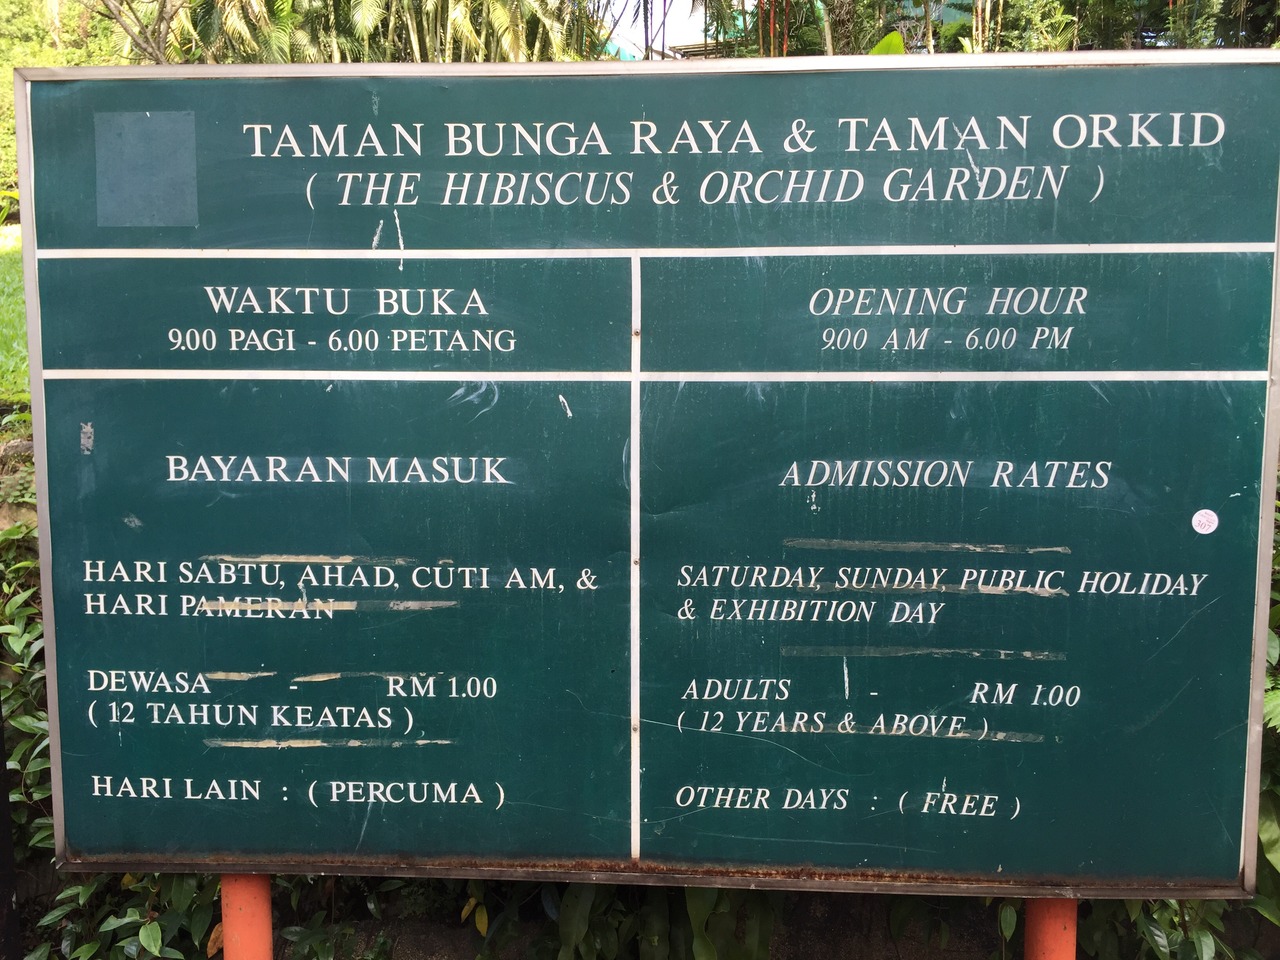 TAMAN BUNGA RAYA & TAMAN ORKID
( THE HIBISCUS & ORCHID GARDEN )
WAKTU BUKA
9.00 PAGI - 6.00 PETANG
OPENING HOUR
9.00 AM - 6.00 PM
BAYARAN MASUK
HARI SABTU, AHAD, CUTI AM, &
HARI PAMERAN
DEWASA - RM 1.00
( 12 TAHUN KEATAS )
HARI LAIN : ( PERCUMA )
ADMISSION RATES
307
SATURDAY, SUNDAY, PUBLIC HOLIDAY
& EXHIBITION DAY
ADULTS - RM 1.00
( 12 YEARS & ABOVE )
OTHER DAYS : ( FREE )